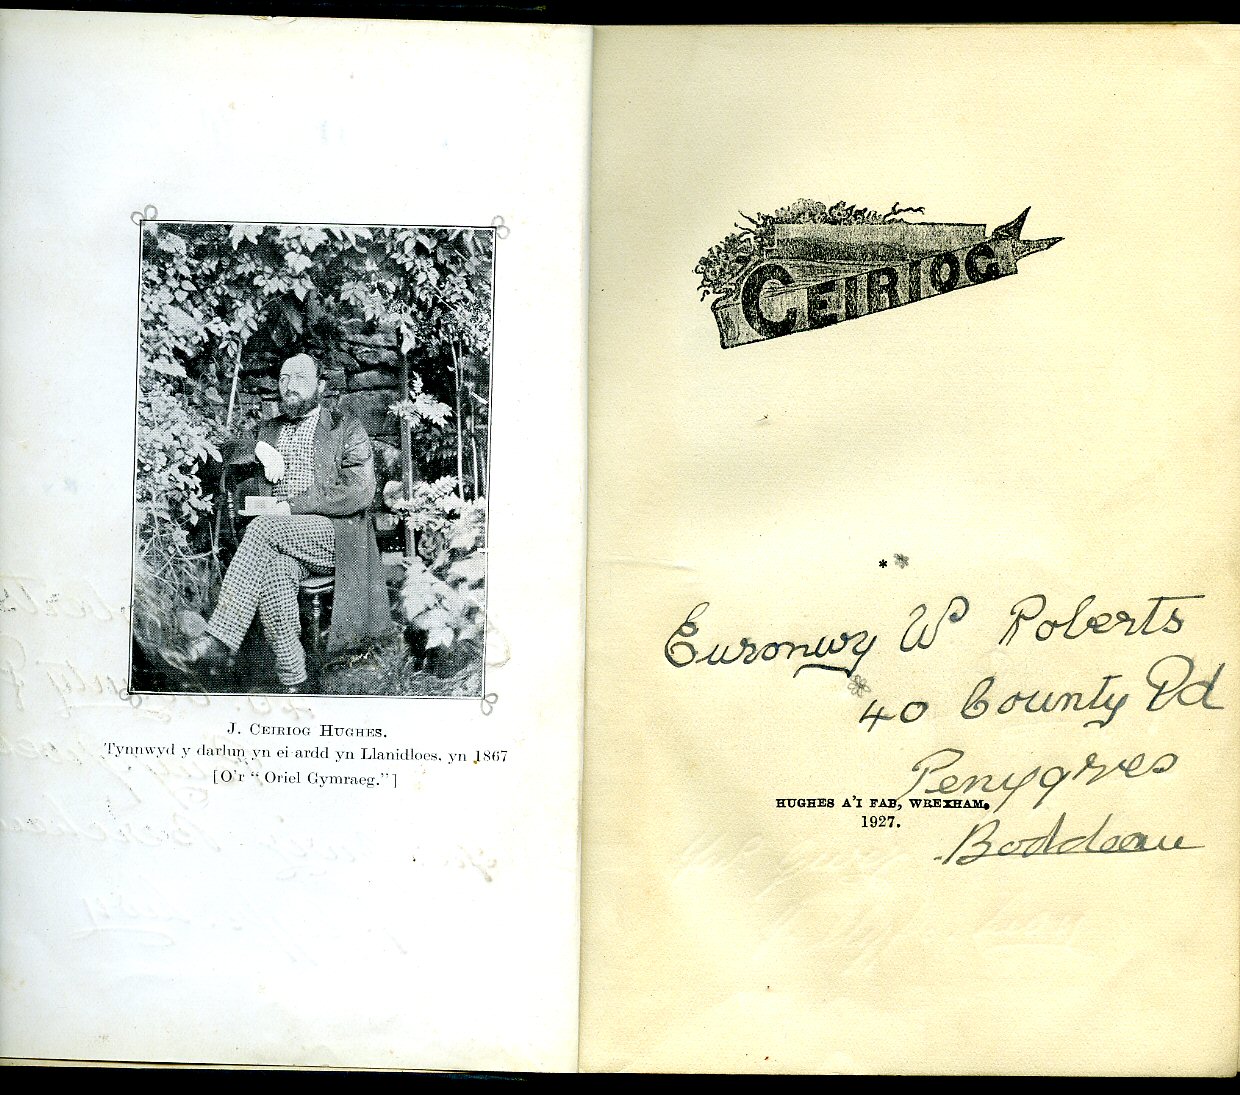 J. CEIRIOG HUGHES.
Tynnwyd y darlun yn ei ardd yn Llanidloes, yn 1867
[O'r "Oriel Gymraeg."]
CEIRIOG
*
Euronwy W Roberts
40 County Rd
Penygroes
HUGHES A'I FAB, WREXHAM.
1927.